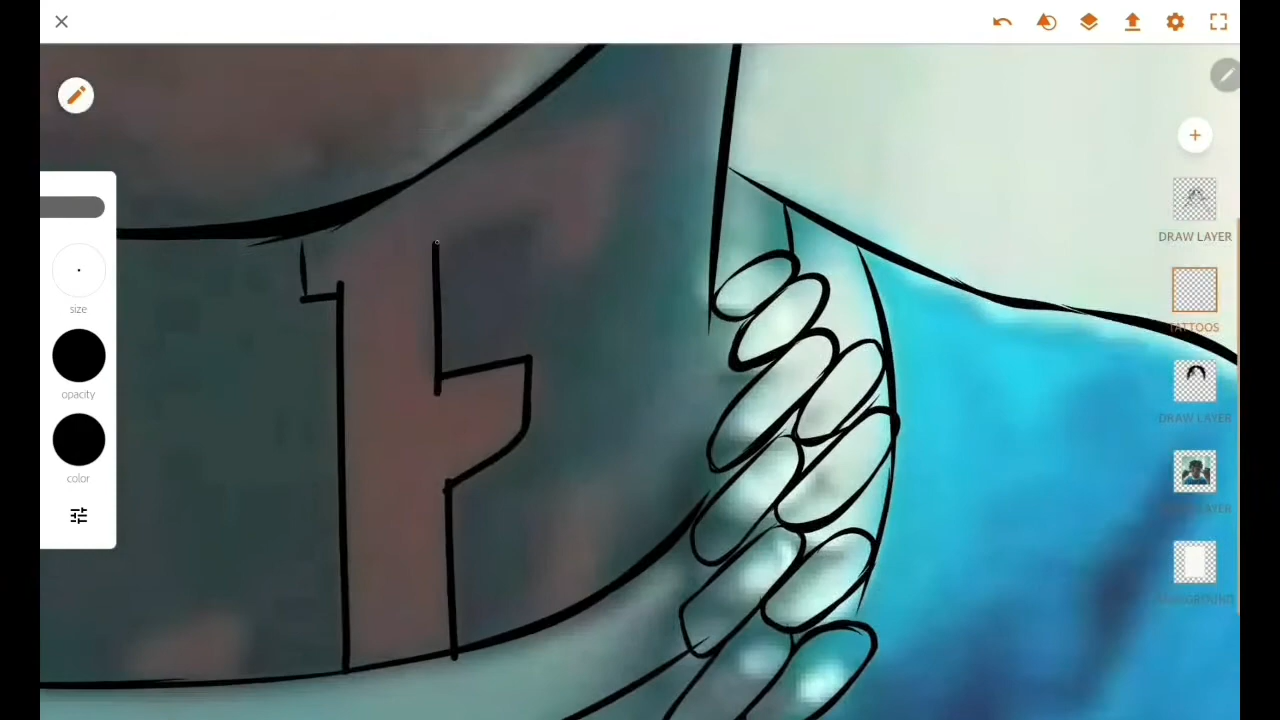 DRAW LAYER
TATTOOS
size
DRAW LAYER
opacity
color